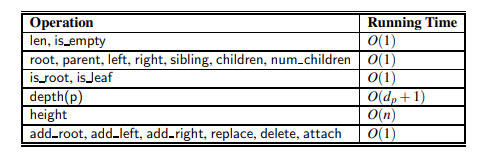 Operation Running Time
len, is_empty O(1)
root, parent, left, right, sibling, children, num_children O(1)
is_root, is_leaf O(1)
depth(p) O(dₚ + 1)
height O(n)
add_root, add_left, add_right, replace, delete, attach O(1)